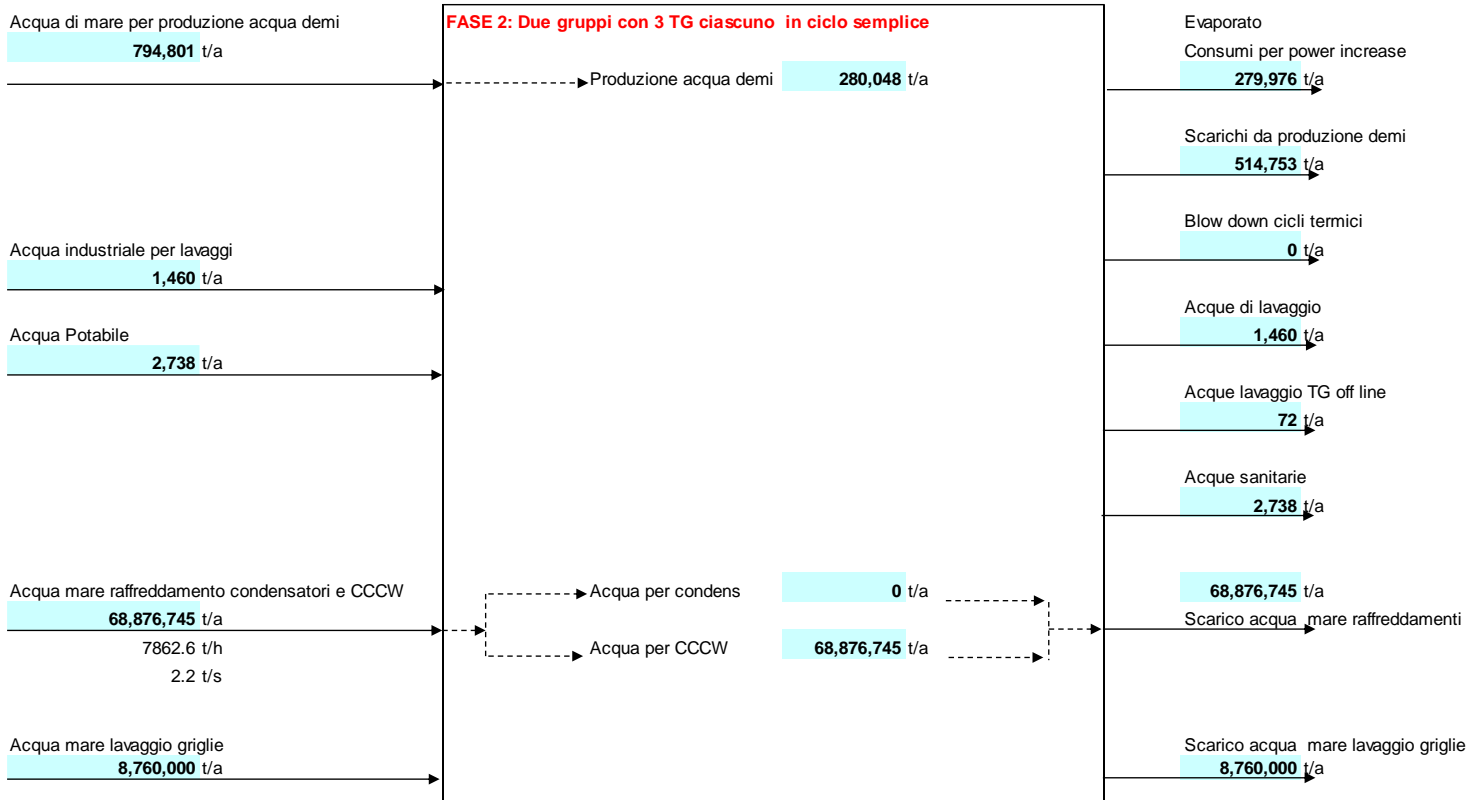 Acqua di mare per produzione acqua demi
794,801 t/a
FASE 2: Due gruppi con 3 TG ciascuno in ciclo semplice
Produzione acqua demi 280,048 t/a
Evaporato
Consumi per power increase
279,976 t/a
Scarichi da produzione demi
514,753 t/a
Blow down cicli termici
0 t/a
Acqua industriale per lavaggi
1,460 t/a
Acque di lavaggio
1,460 t/a
Acqua Potabile
2,738 t/a
Acque lavaggio TG off line
72 t/a
Acque sanitarie
2,738 t/a
Acqua mare raffreddamento condensatori e CCCW
68,876,745 t/a
7862.6 t/h
2.2 t/s
Acqua per condens 0 t/a
Acqua per CCCW 68,876,745 t/a
68,876,745 t/a
Scarico acqua mare raffreddamenti
Acqua mare lavaggio griglie
8,760,000 t/a
Scarico acqua mare lavaggio griglie
8,760,000 t/a